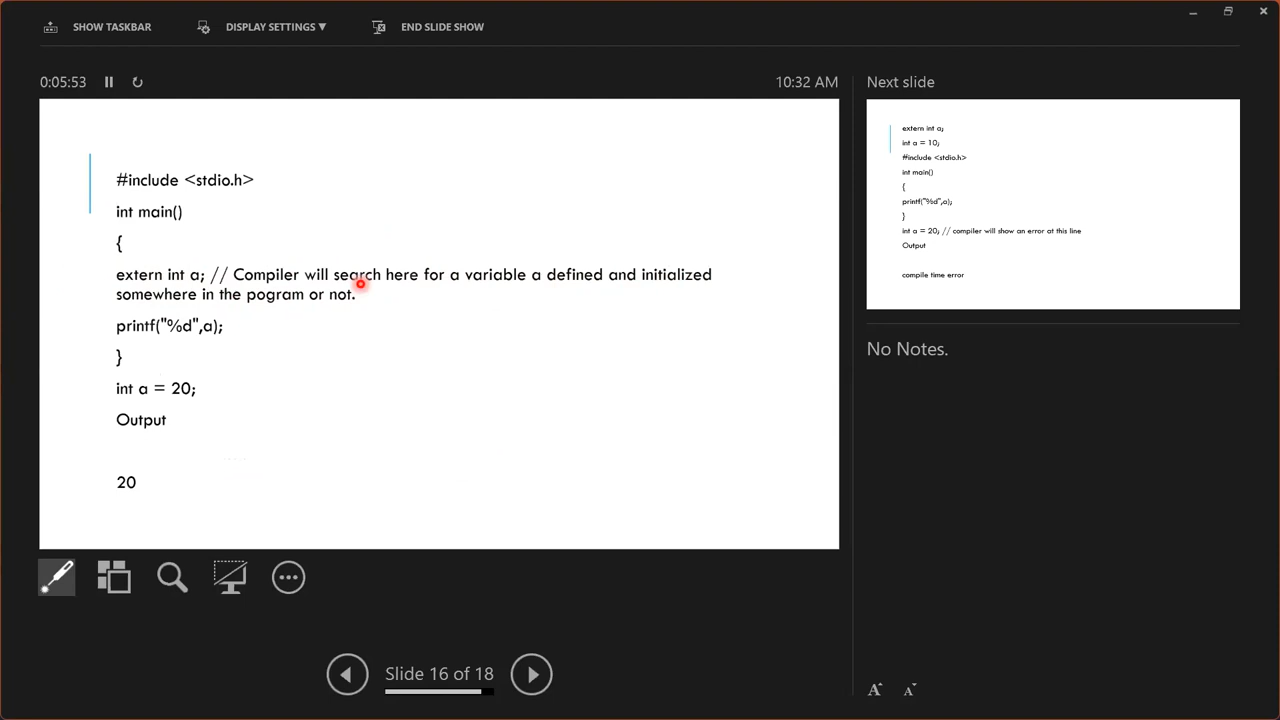 SHOW TASKBAR
DISPLAY SETTINGS ▼
END SLIDE SHOW
0:05:53
10:32 AM
#include <stdio.h>
int main()
{
extern int a; // Compiler will search here for a variable a defined and initialized
somewhere in the pogram or not.
printf("%d",a);
}
int a = 20;
Output
20
Slide 16 of 18
Next slide
extern int a;
int a = 10;
#include <stdio.h>
int main()
{
printf("%d",a);
}
int a = 20; // compiler will show an error at this line
Output
compile time error
No Notes.
A A